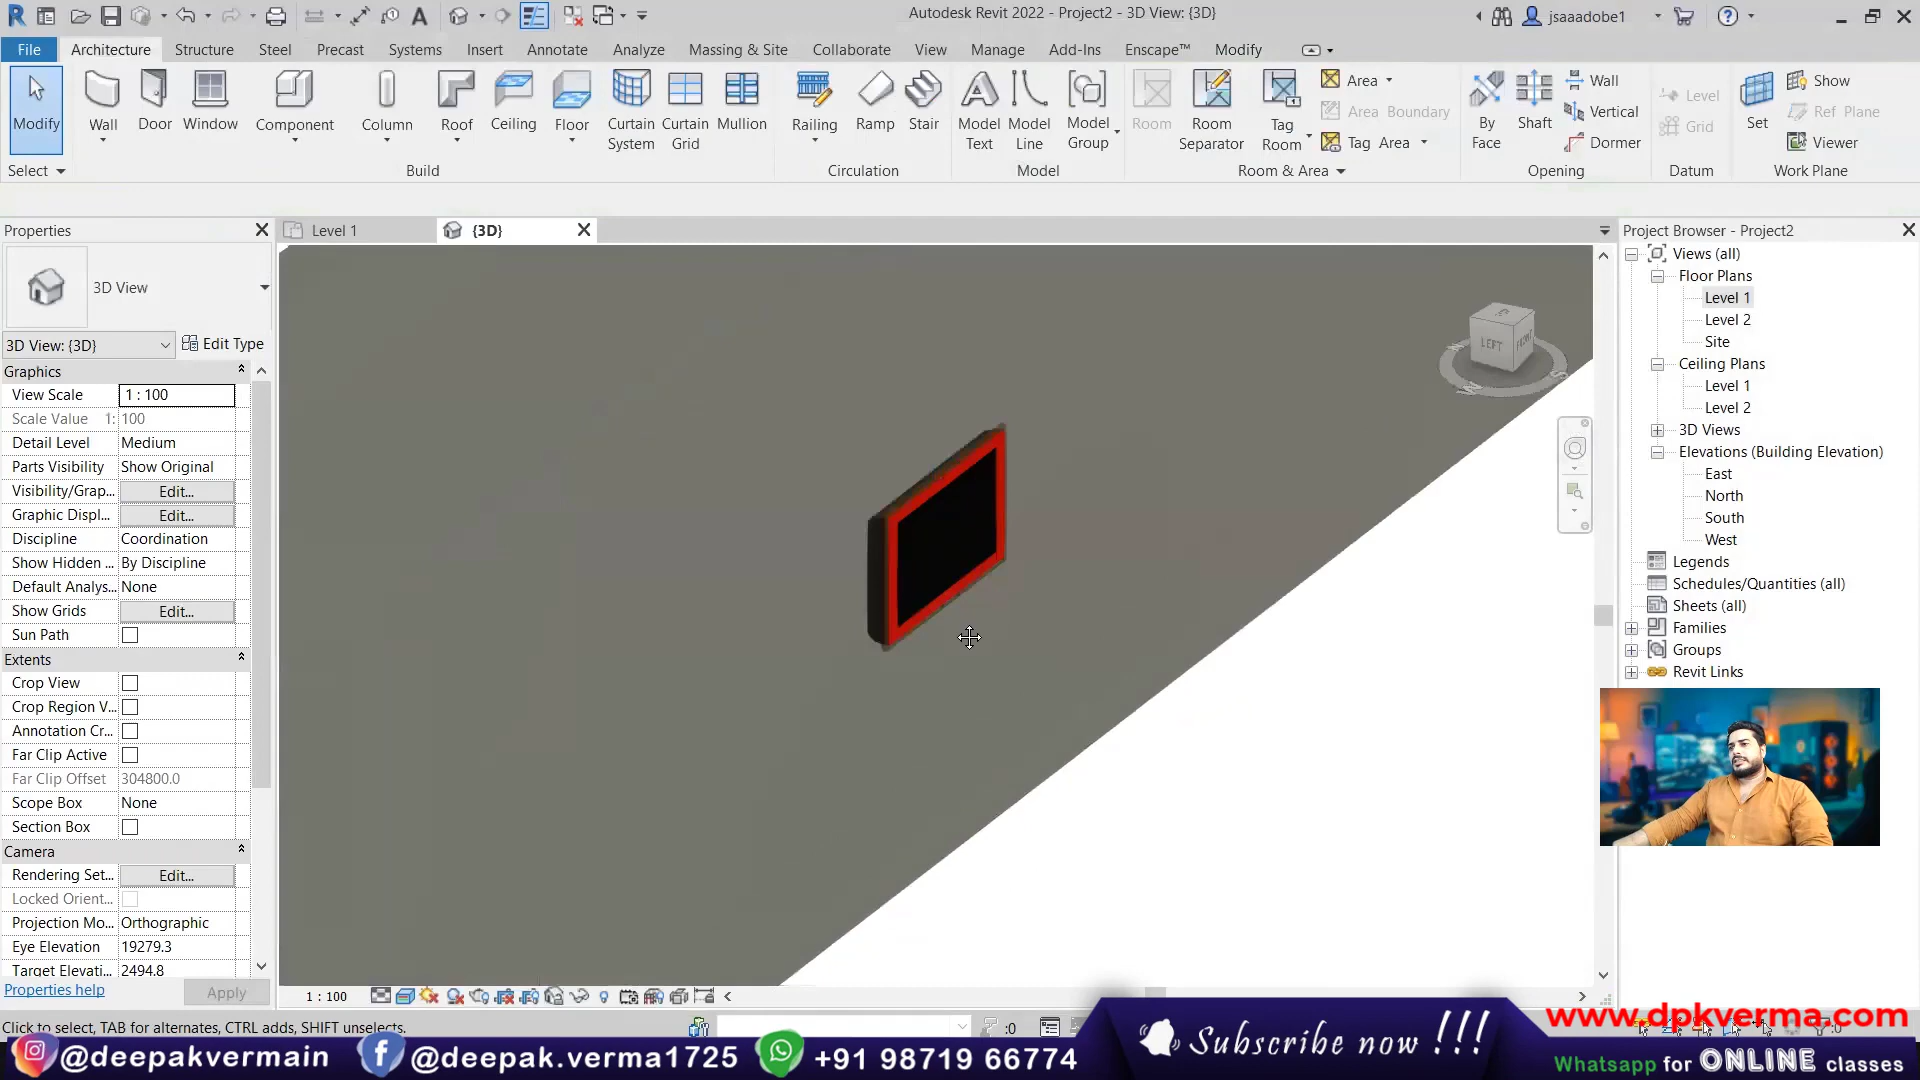 Autodesk Revit 2022 - Project2 - 3D View: {3D}
jsaaadobe1
File Architecture Structure Steel Precast Systems Insert Annotate Analyze Massing & Site Collaborate View Manage Add-Ins Enscape™ Modify
Modify
Wall
Door
Window
Component
Column
Roof
Ceiling
Floor
Curtain System
Curtain Grid
Mullion
Railing
Ramp
Stair
Model Text
Model Line
Model Group
Room
Room Separator
Tag Room
Area
Area Boundary
Tag Area
By Face
Shaft
Wall
Vertical
Dormer
Level
Grid
Set
Show
Ref Plane
Viewer
Select Build Circulation Model Room & Area Opening Datum Work Plane
Properties
Level 1
{3D}
Project Browser - Project2
3D View
3D View: {3D}
Edit Type
Graphics
View Scale 1 : 100
Scale Value 1: 100
Detail Level Medium
Parts Visibility Show Original
Visibility/Grap... Edit...
Graphic Displ... Edit...
Discipline Coordination
Show Hidden ... By Discipline
Default Analys... None
Show Grids Edit...
Sun Path
Extents
Crop View
Crop Region V...
Annotation Cr...
Far Clip Active
Far Clip Offset 304800.0
Scope Box None
Section Box
Camera
Rendering Set... Edit...
Locked Orient...
Projection Mo... Orthographic
Eye Elevation 19279.3
Target Elevati... 2494.8
Properties help
Apply
LEFT
FRONT
Views (all)
Floor Plans
Level 1
Level 2
Site
Ceiling Plans
Level 1
Level 2
3D Views
Elevations (Building Elevation)
East
North
South
West
Legends
Schedules/Quantities (all)
Sheets (all)
Families
Groups
Revit Links
1 : 100
Click to select, TAB for alternates, CTRL adds, SHIFT unselects.
:0
:0
@deepakvermain
@deepak.verma1725
+91 98719 66774
Subscribe now !!!
www.dpkverma.com
Whatsapp for ONLINE classes